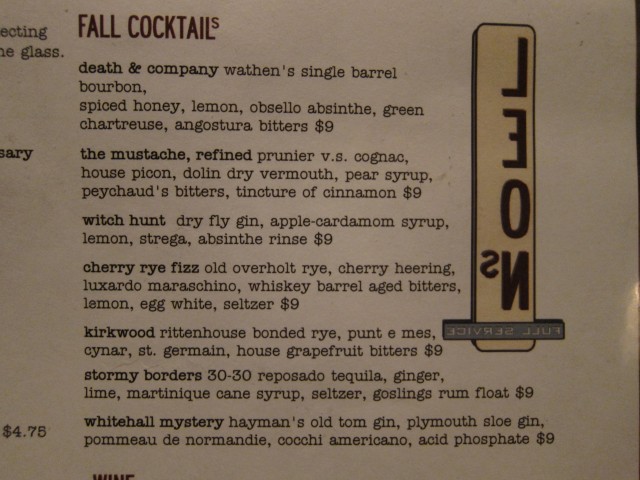 ecting
he glass.
sary
$4.75
FALL COCKTAILS
death & company wathen's single barrel
bourbon,
spiced honey, lemon, obsello absinthe, green
chartreuse, angostura bitters $9
the mustache, refined prunier v.s. cognac,
house picon, dolin dry vermouth, pear syrup,
peychaud's bitters, tincture of cinnamon $9
witch hunt dry fly gin, apple-cardamom syrup,
lemon, strega, absinthe rinse $9
cherry rye fizz old overholt rye, cherry heering,
luxardo maraschino, whiskey barrel aged bitters,
lemon, egg white, seltzer $9
kirkwood rittenhouse bonded rye, punt e mes,
cynar, st. germain, house grapefruit bitters $9
stormy borders 30-30 reposado tequila, ginger,
lime, martinique cane syrup, seltzer, goslings rum float $9
whitehall mystery hayman's old tom gin, plymouth sloe gin,
pommeau de normandie, cocchi americano, acid phosphate $9
WINE
LEONS
FULL SERVICE